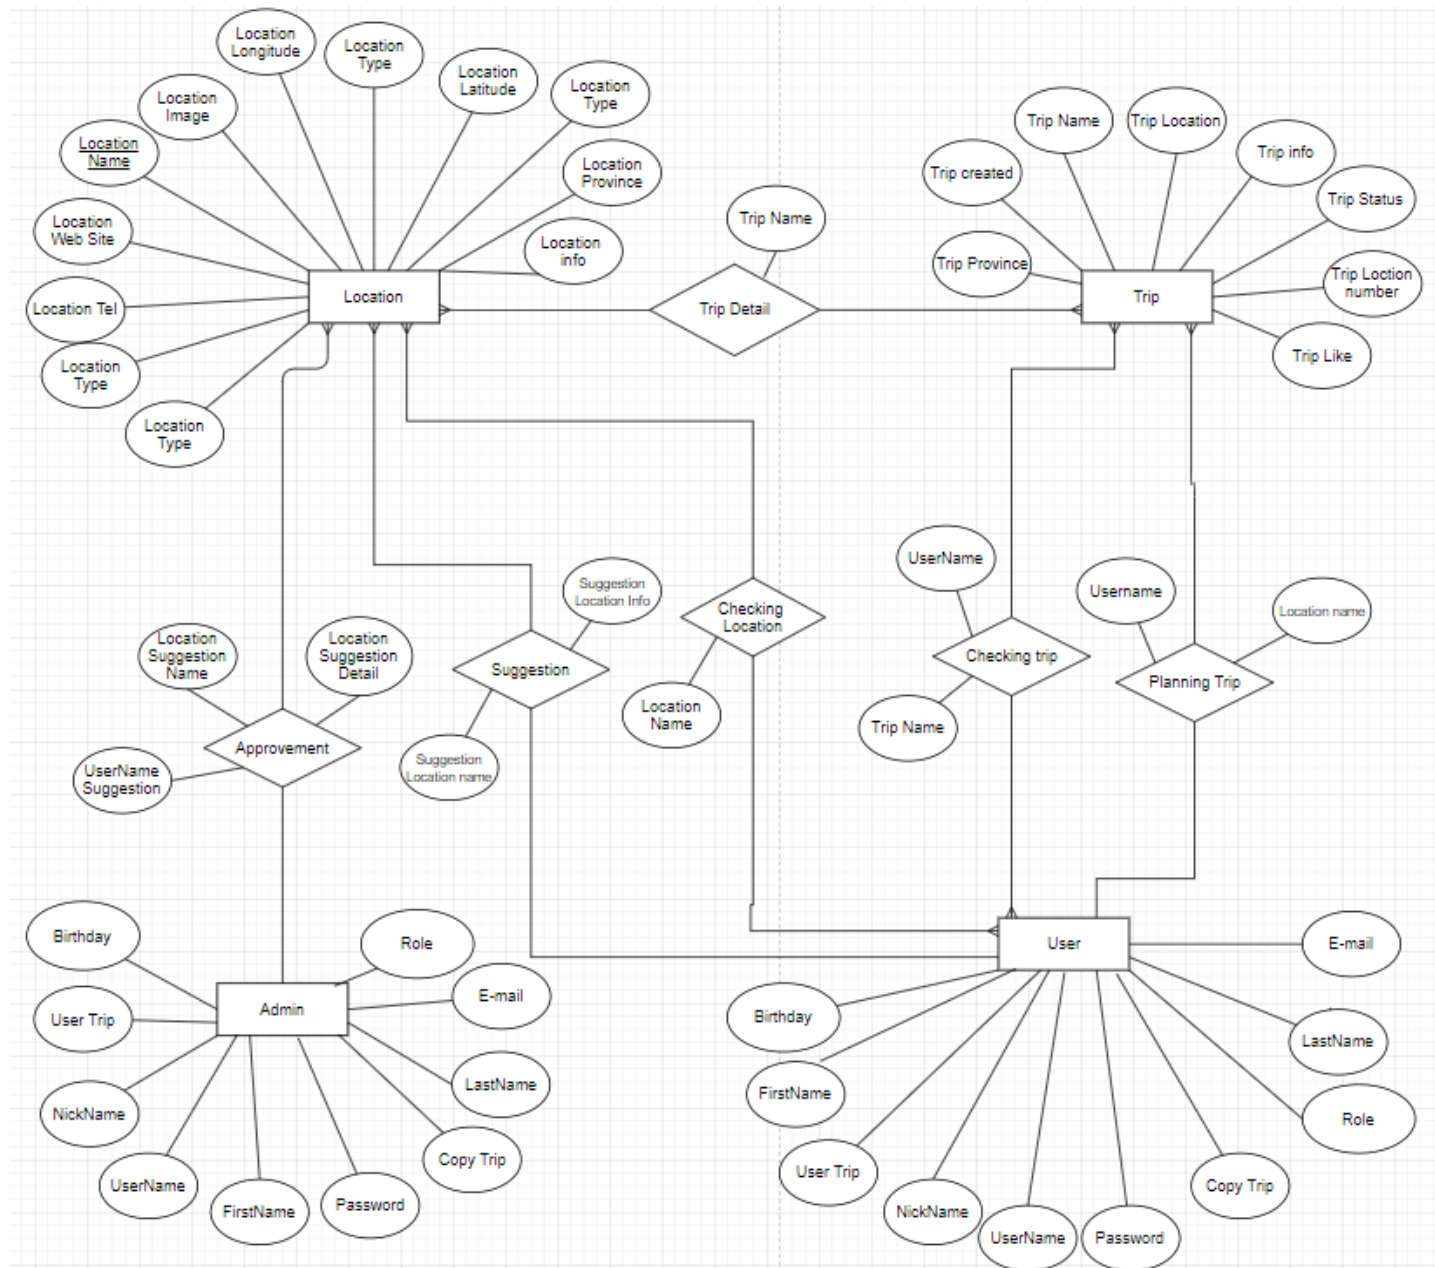 Location
Longitude
Location
Type
Location
Latitude
Location
Type
Location
Image
Location
Name
Location
Province
Location
Web Site
Location
info
Location Tel
Location
Location
Type
Location
Type
Trip Name
Trip Detail
Trip Name
Trip Location
Trip info
Trip created
Trip Status
Trip Province
Trip Loction
number
Trip
Trip Like
Suggestion
Location Info
Checking
Location
UserName
Username
Location name
Location
Suggestion
Name
Location
Suggestion
Detail
Suggestion
Checking trip
Planning Trip
Location
Name
Trip Name
Approvement
UserName
Suggestion
Suggestion
Location name
Birthday
Role
E-mail
User Trip
Admin
LastName
NickName
Copy Trip
UserName
FirstName
Password
User
E-mail
Birthday
LastName
FirstName
Role
User Trip
Copy Trip
NickName
UserName
Password